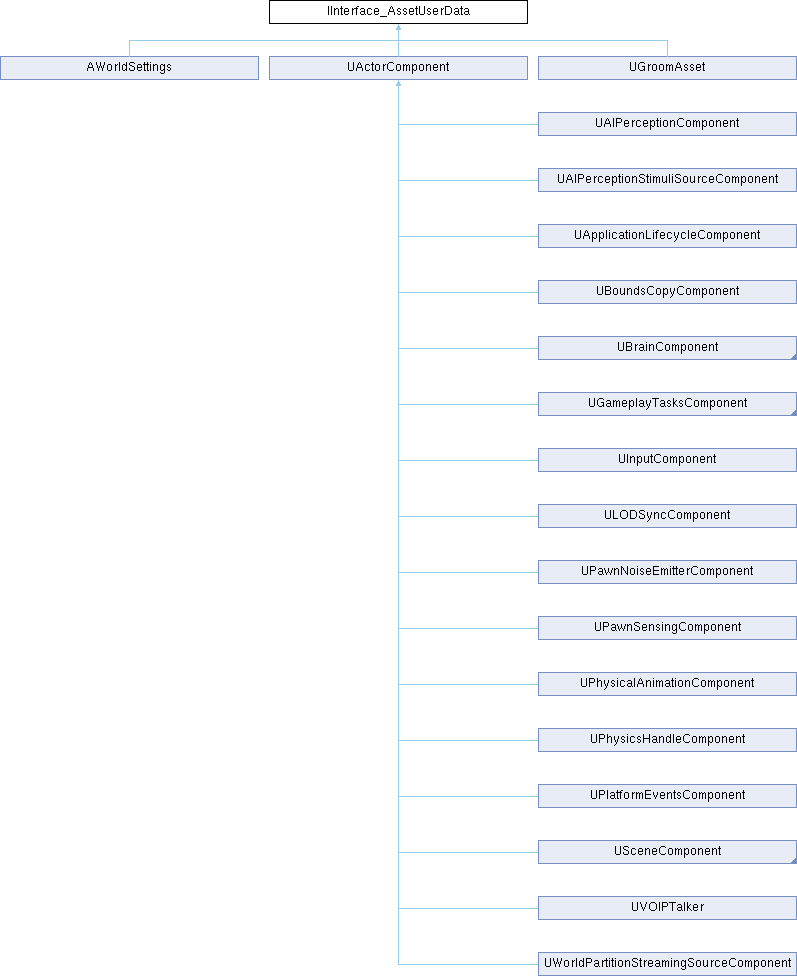 IInterface_AssetUserData
AWorldSettings
UActorComponent
UGroomAsset
UAIPerceptionComponent
UAIPerceptionStimuliSourceComponent
UApplicationLifecycleComponent
UBoundsCopyComponent
UBrainComponent
UGameplayTasksComponent
UInputComponent
ULODSyncComponent
UPawnNoiseEmitterComponent
UPawnSensingComponent
UPhysicalAnimationComponent
UPhysicsHandleComponent
UPlatformEventsComponent
USceneComponent
UVOIPTalker
UWorldPartitionStreamingSourceComponent